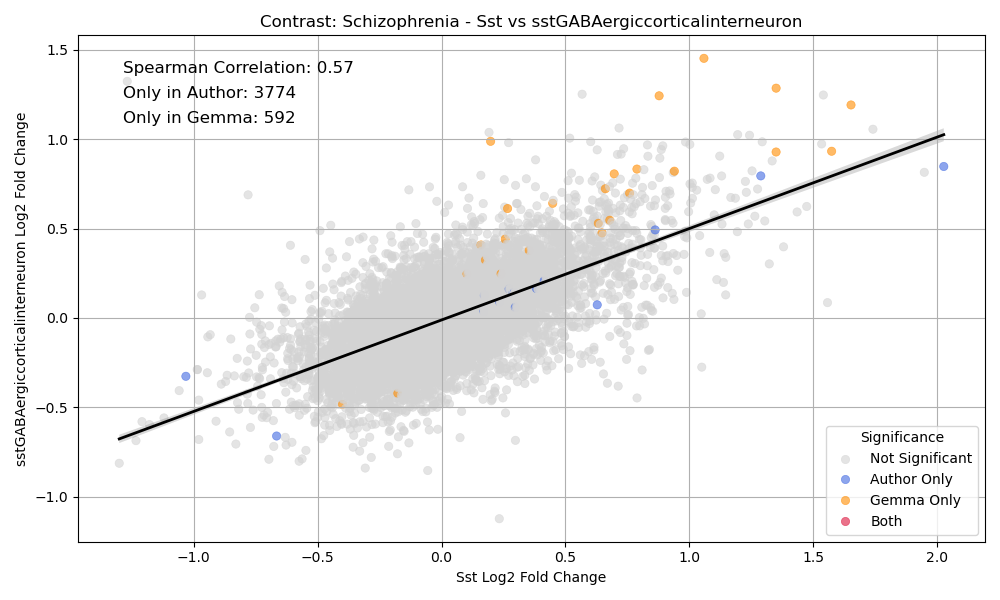 Contrast: Schizophrenia - Sst vs sstGABAergiccorticalinterneuron
Spearman Correlation: 0.57
Only in Author: 3774
Only in Gemma: 592
sstGABAergiccorticalinterneuron Log2 Fold Change
1.5
1.0
0.5
0.0
−0.5
−1.0
Significance
Not Significant
Author Only
Gemma Only
Both
−1.0
−0.5
0.0
0.5
1.0
1.5
2.0
Sst Log2 Fold Change